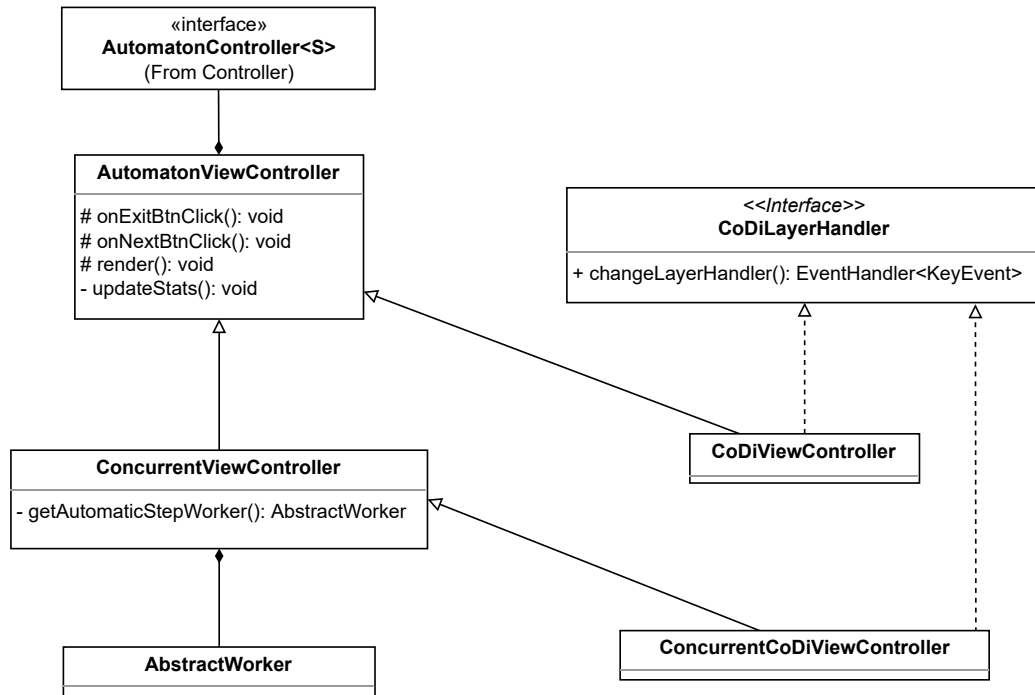 «interface»
AutomatonController<S>
(From Controller)
AutomatonViewController
# onExitBtnClick(): void
# onNextBtnClick(): void
# render(): void
- updateStats(): void
<<Interface>>
CoDiLayerHandler
+ changeLayerHandler(): EventHandler<KeyEvent>
CoDiViewController
ConcurrentViewController
- getAutomaticStepWorker(): AbstractWorker
ConcurrentCoDiViewController
AbstractWorker